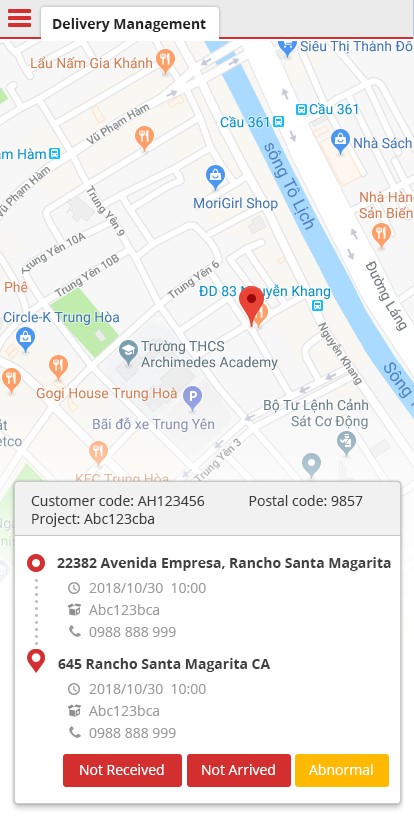 Delivery Management
Siêu Thị Thành Đô
Lẩu Nấm Gia Khánh
Vũ Phạm Hàm
Cầu 361
Cầu 361
m Hàm
Nhà Sách
Vũ Phạm Hàm
MoriGirl Shop
sông Tô Lịch
Nhà Hàn
Sản Biển
Trung Yên 9
Trung Yên 10A
Trung Yên 10B
Trung Yên 6
Đường Láng
Phê
ĐD 83 Nguyễn Khang
Circle-K Trung Hòa
Nguyễn Khang
Trường THCS
Archimedes Academy
Gogi House Trung Hoà
Sông
Bãi đỗ xe Trung Yên
Bộ Tư Lệnh Cảnh
Sát Cơ Động
etco
Trung Yên 3
KFC Trung Hòa
Customer code: AH123456
Postal code: 9857
Project: Abc123cba
22382 Avenida Empresa, Rancho Santa Magarita
2018/10/30 10:00
Abc123bca
0988 888 999
645 Rancho Santa Magarita CA
2018/10/30 10:00
Abc123bca
0988 888 999
Not Received
Not Arrived
Abnormal